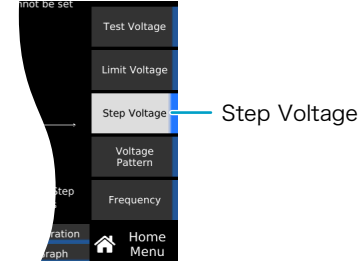 nnot be set
Test Voltage
Limit Voltage
Step Voltage
Step Voltage
Voltage
Pattern
Step
Frequency
ration
raph
Home
Menu